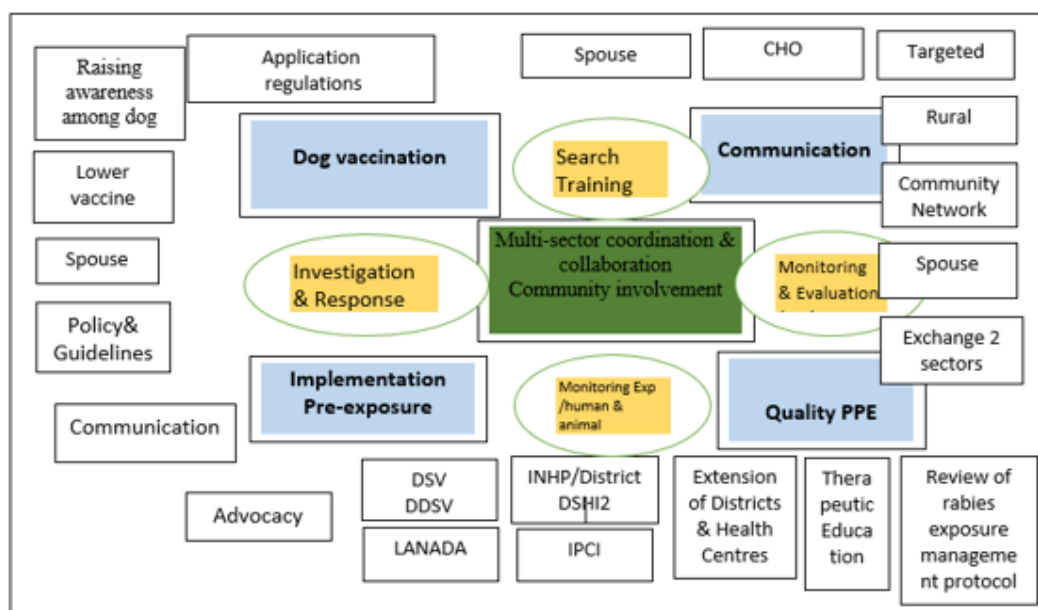 Raising
awareness
among dog
Application
regulations
Spouse
CHO
Targeted
Dog vaccination
Search
Training
Communication
Rural
Lower
vaccine
Community
Network
Multi-sector coordination &
collaboration
Community involvement
Spouse
Investigation
& Response
Monitoring
& Evaluation
Spouse
Policy&
Guidelines
Exchange 2
sectors
Implementation
Pre-exposure
Monitoring Exp
/human &
animal
Quality PPE
Communication
DSV
DDSV
INHP/District
DSHI2
Extension of
Districts
& Health
Centres
Thera
peutic
Educa
tion
Review of
rabies
exposure
manageme
nt protocol
Advocacy
LANADA
IPCI